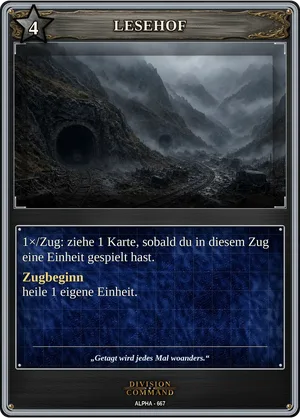 4
LESEHOF
1×/Zug: ziehe 1 Karte, sobald du in diesem Zug
eine Einheit gespielt hast.
Zugbeginn
heile 1 eigene Einheit.
„Getagt wird jedes Mal woanders.“
DIVISION
COMMAND
ALPHA - 667